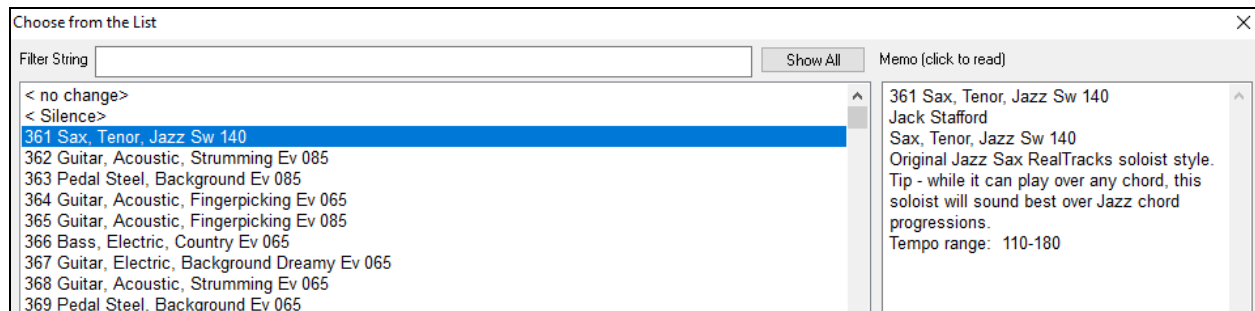 Choose from the List
Filter String
Show All
Memo (click to read)
< no change>
< Silence>
361 Sax, Tenor, Jazz Sw 140
362 Guitar, Acoustic, Strumming Ev 085
363 Pedal Steel, Background Ev 085
364 Guitar, Acoustic, Fingerpicking Ev 065
365 Guitar, Acoustic, Fingerpicking Ev 085
366 Bass, Electric, Country Ev 065
367 Guitar, Electric, Background Dreamy Ev 065
368 Guitar, Acoustic, Strumming Ev 065
369 Pedal Steel, Background Ev 065
361 Sax, Tenor, Jazz Sw 140
Jack Stafford
Sax, Tenor, Jazz Sw 140
Original Jazz Sax RealTracks soloist style.
Tip - while it can play over any chord, this
soloist will sound best over Jazz chord
progressions.
Tempo range: 110-180